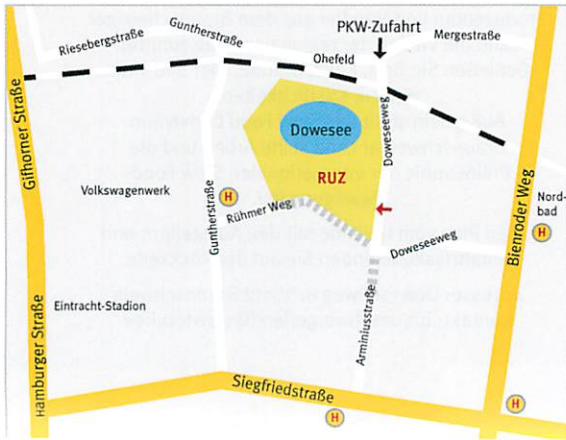 PKW-Zufahrt
Guntherstraße
Mergestraße
Riesebergstraße
Ohefeld
Doweseeweg
Dowesee
Gifhorner Straße
RUZ
Volkswagenwerk
Guntherstraße
H
Rühmer Weg
Bienroder Weg
Nord-
bad
H
Doweseeweg
Eintracht-Stadion
Arminiusstraße
Hamburger Straße
Siegfriedstraße
H
H